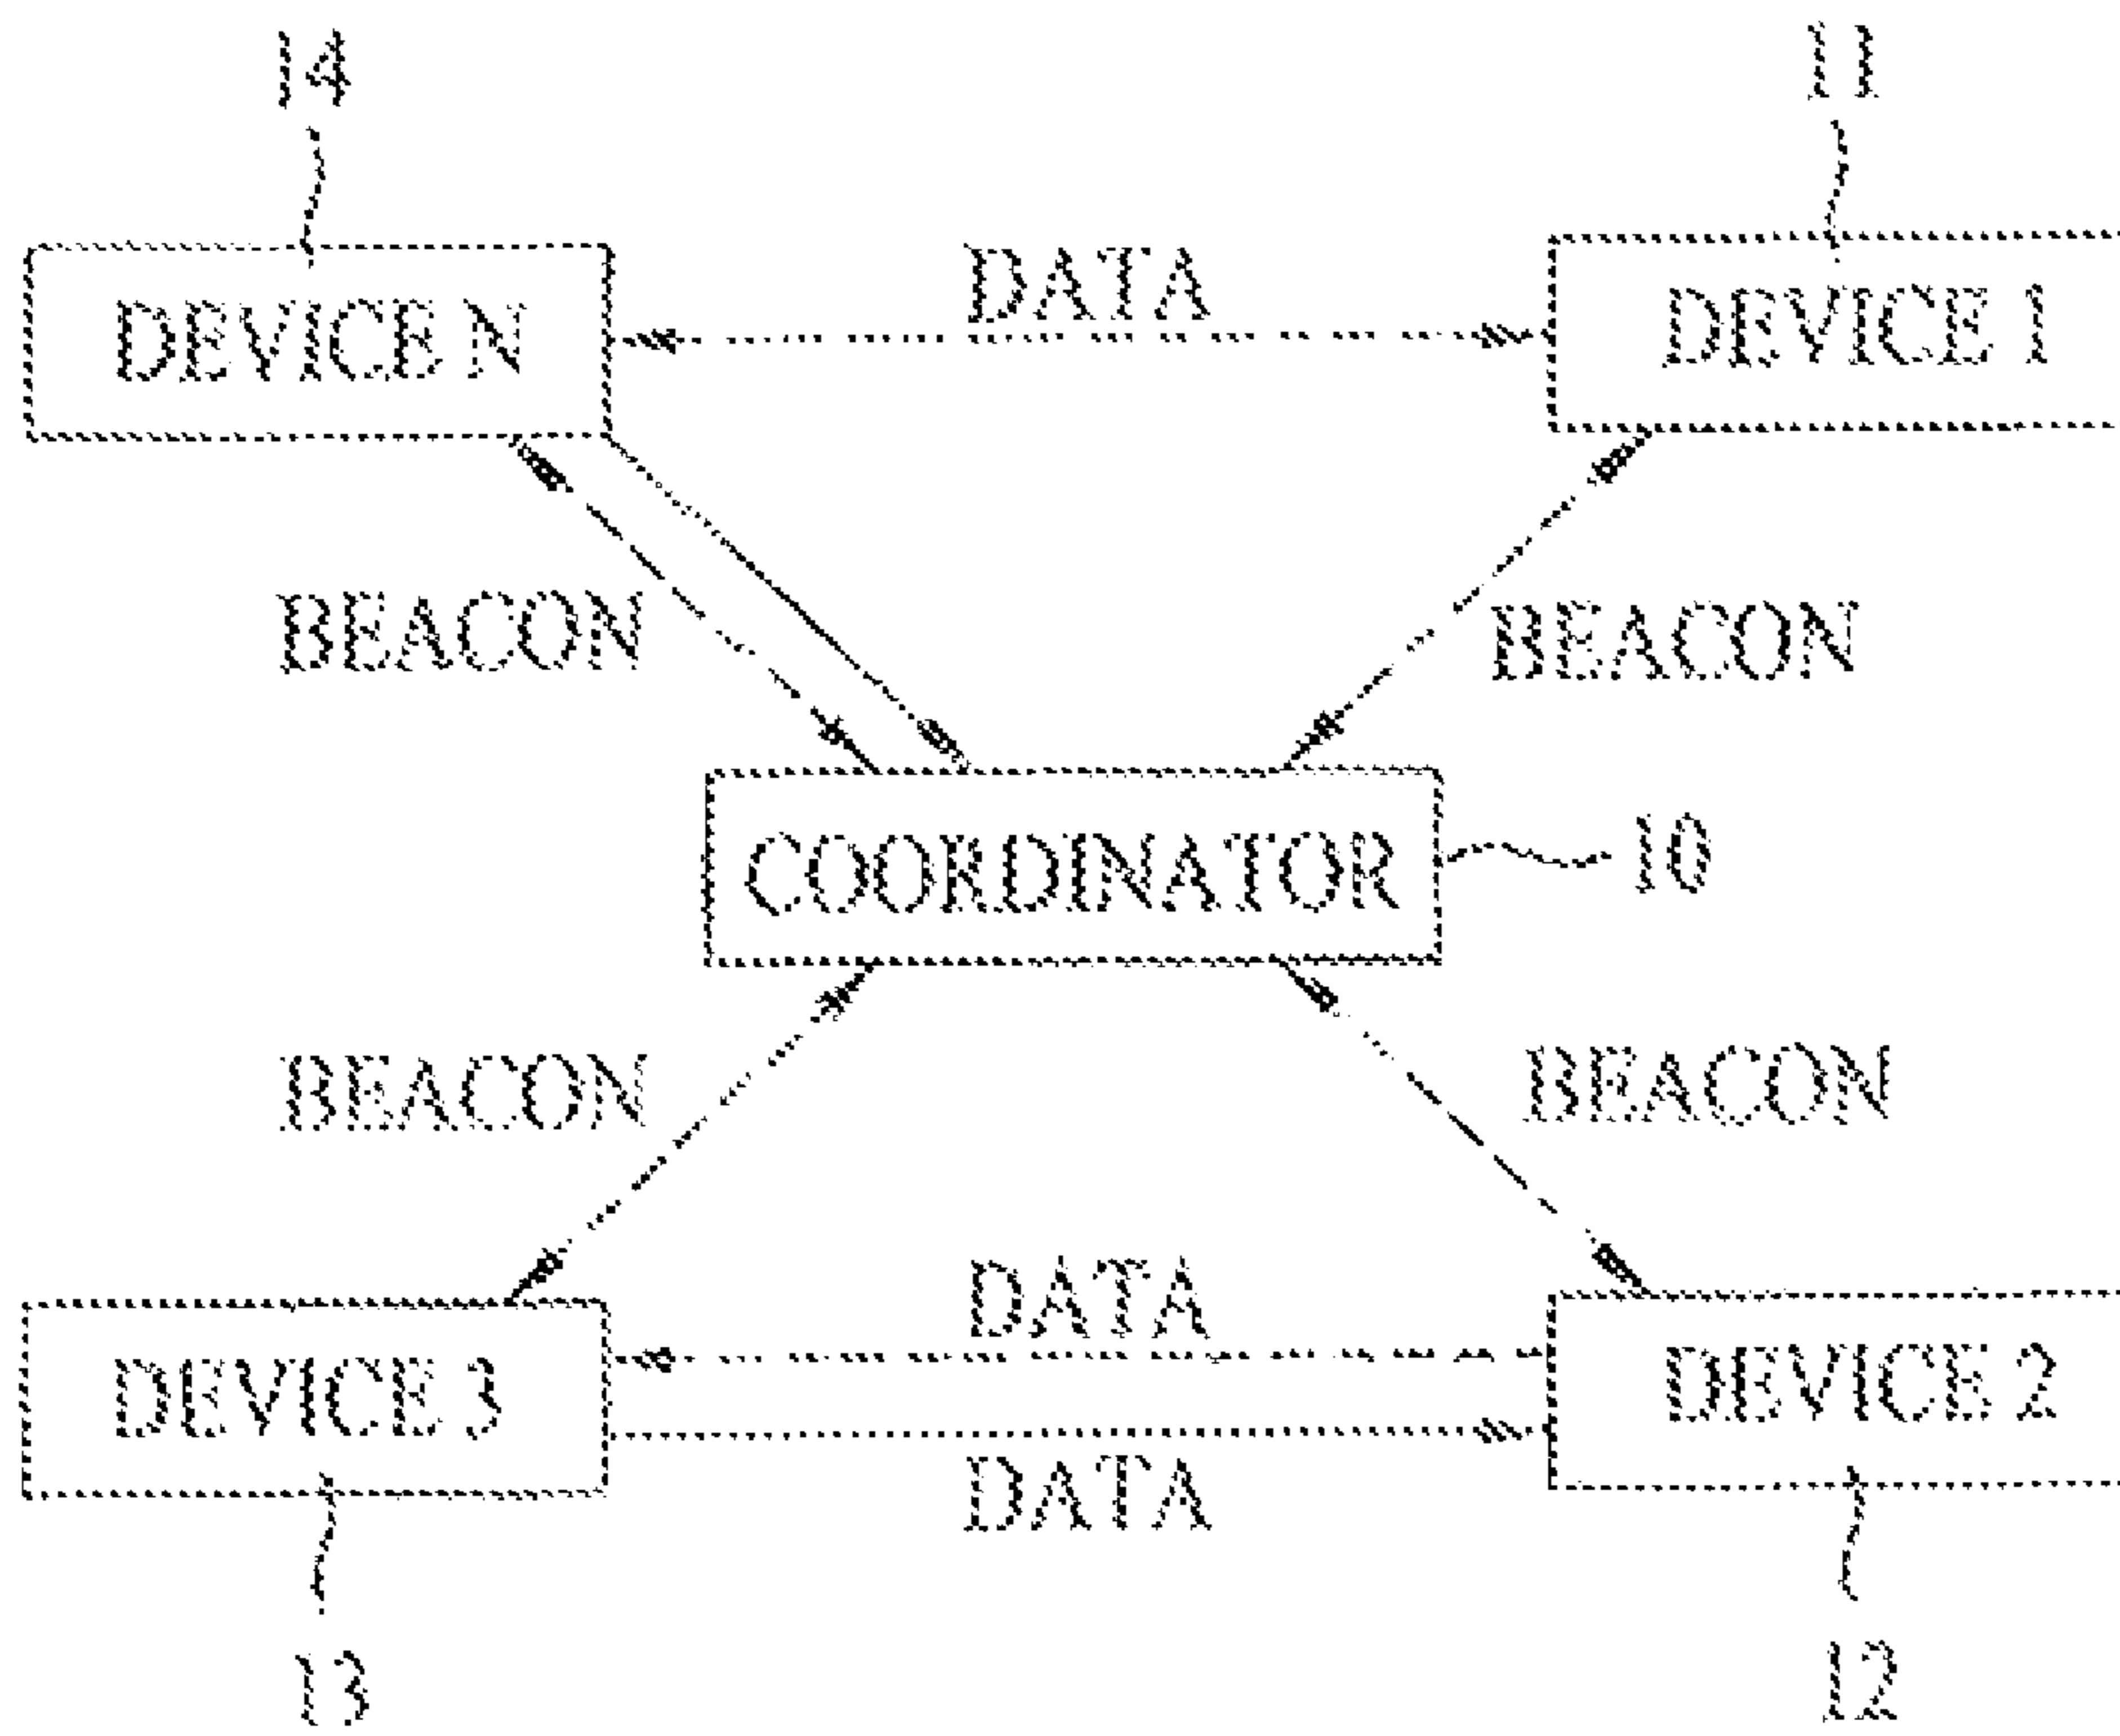 14
11
DEVICE N
DATA
DEVICE 1
BEACON
BEACON
COORDINATOR
10
BEACON
BEACON
DATA
DEVICE 3
DEVICE 2
DATA
13
12